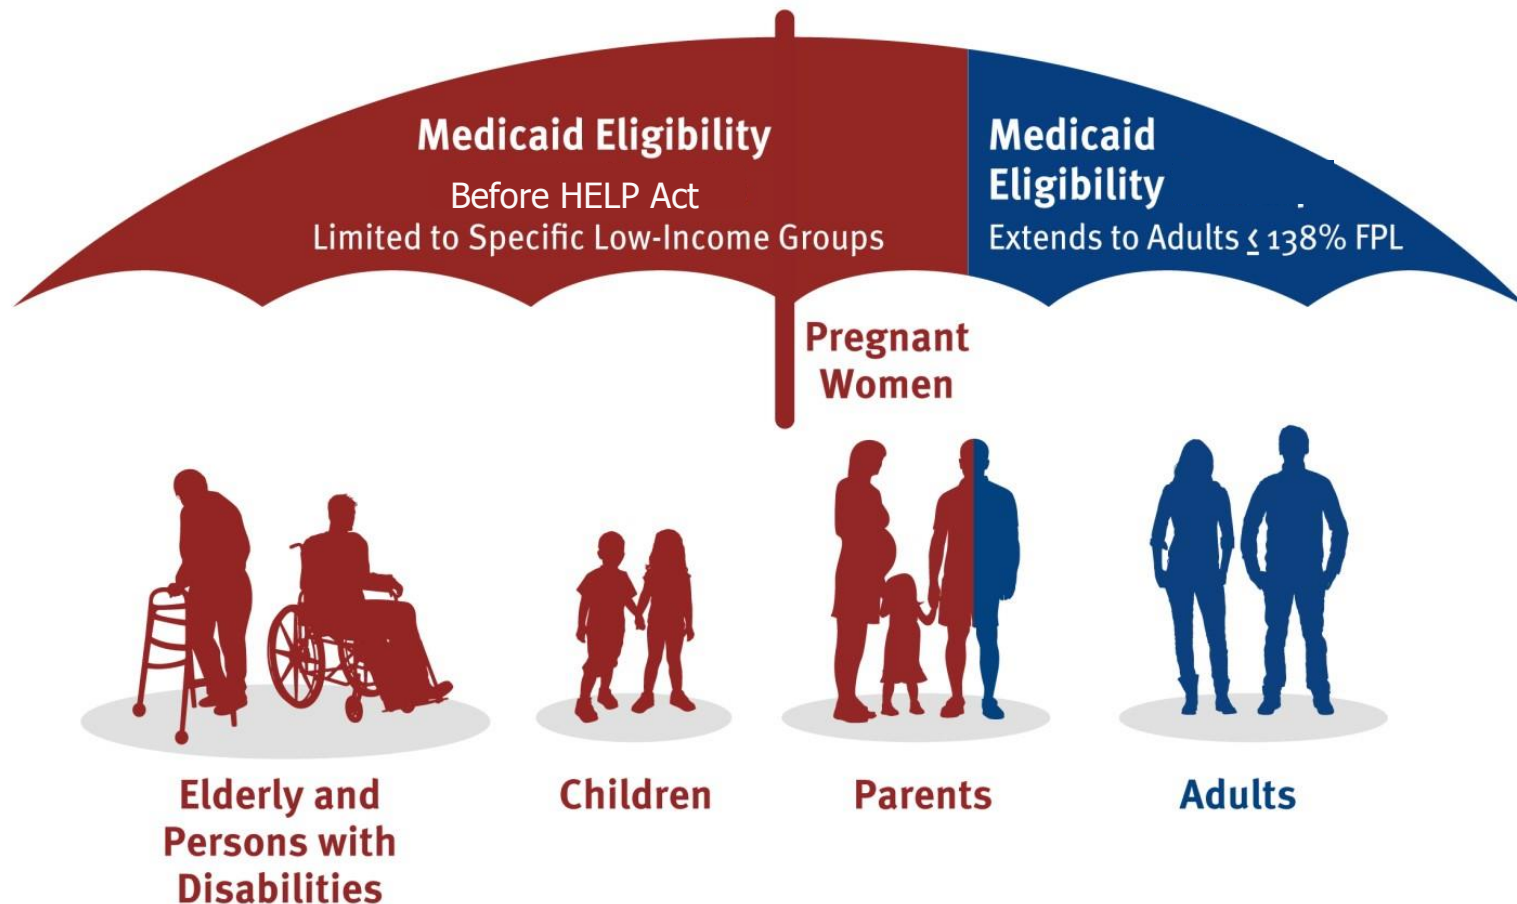 Medicaid Eligibility
Before HELP Act
Limited to Specific Low-Income Groups
Medicaid
Eligibility
Extends to Adults ≤ 138% FPL
Pregnant
Women
Elderly and
Persons with
Disabilities
Children
Parents
Adults